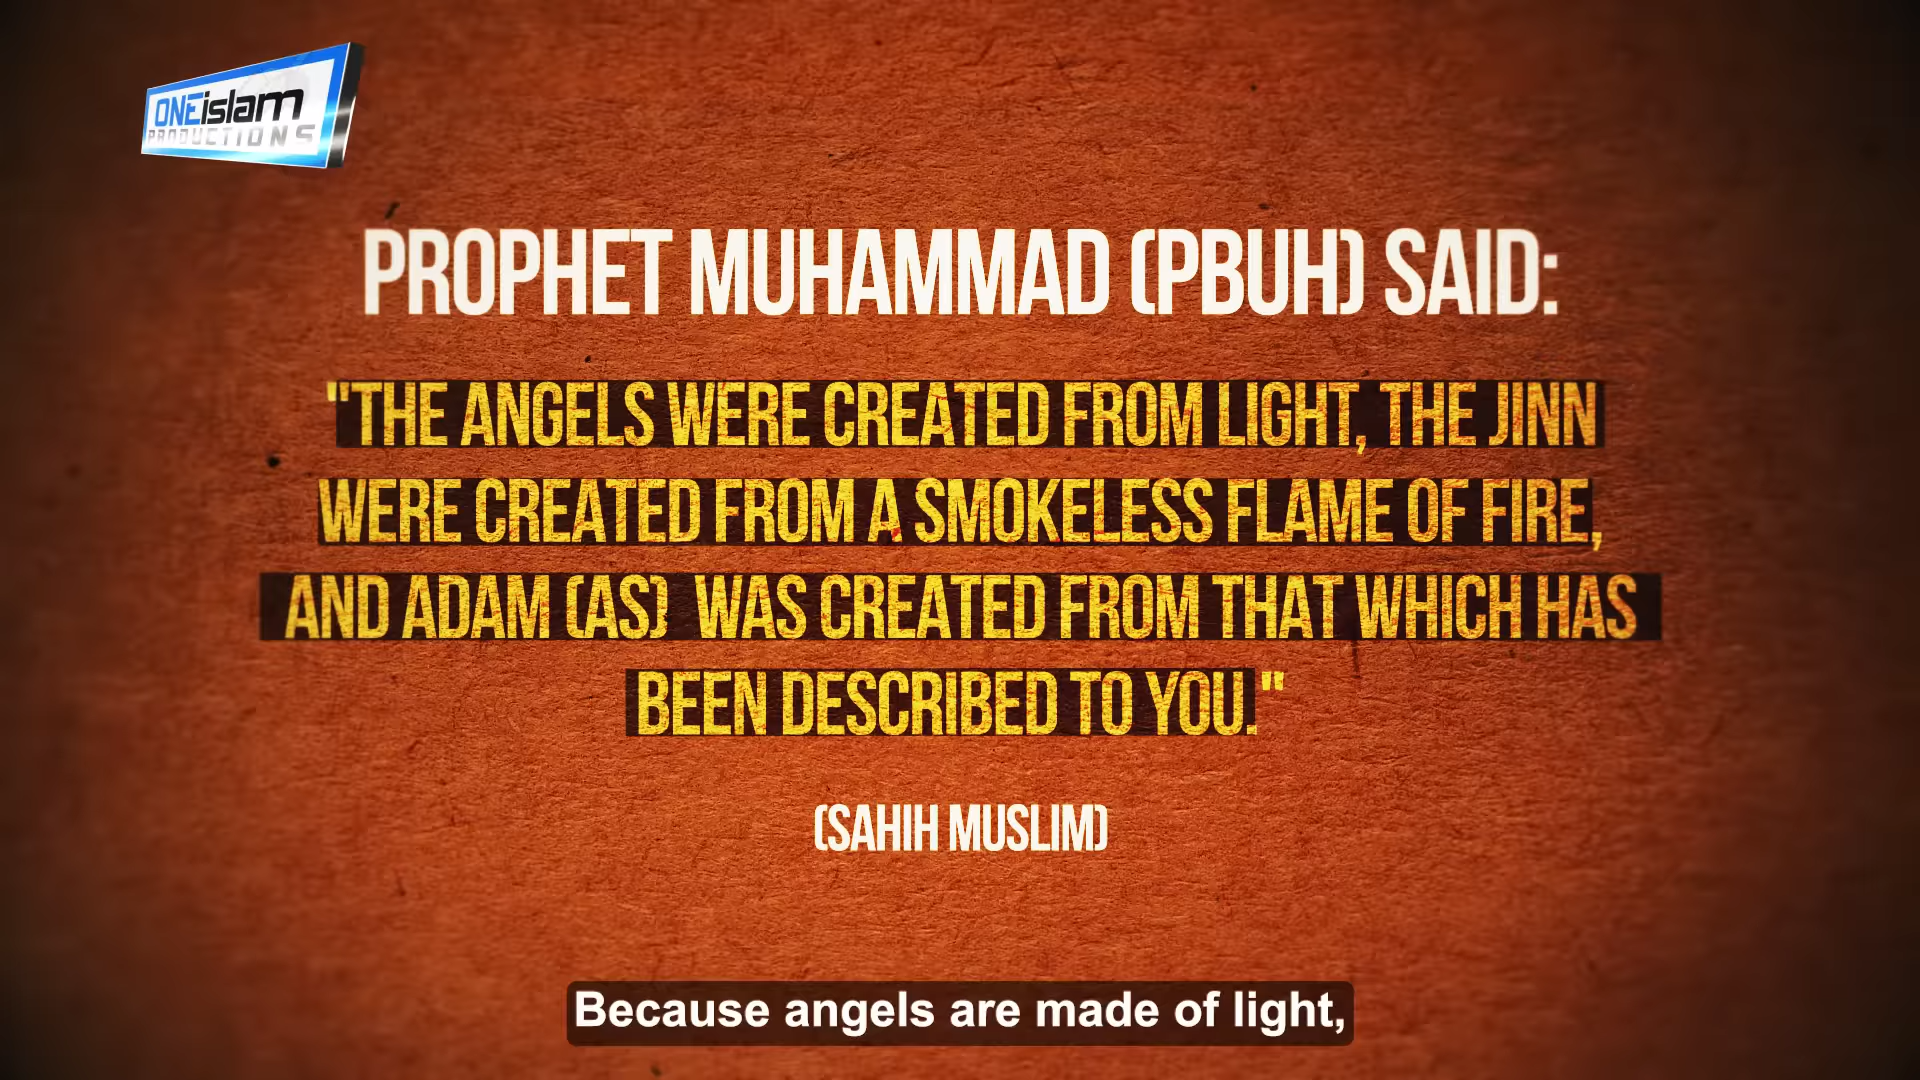 ONEislam
PRODUCTIONS
PROPHET MUHAMMAD (PBUH) SAID:
"THE ANGELS WERE CREATED FROM LIGHT, THE JINN
WERE CREATED FROM A SMOKELESS FLAME OF FIRE,
AND ADAM (AS) WAS CREATED FROM THAT WHICH HAS
BEEN DESCRIBED TO YOU."
(SAHIH MUSLIM)
Because angels are made of light,